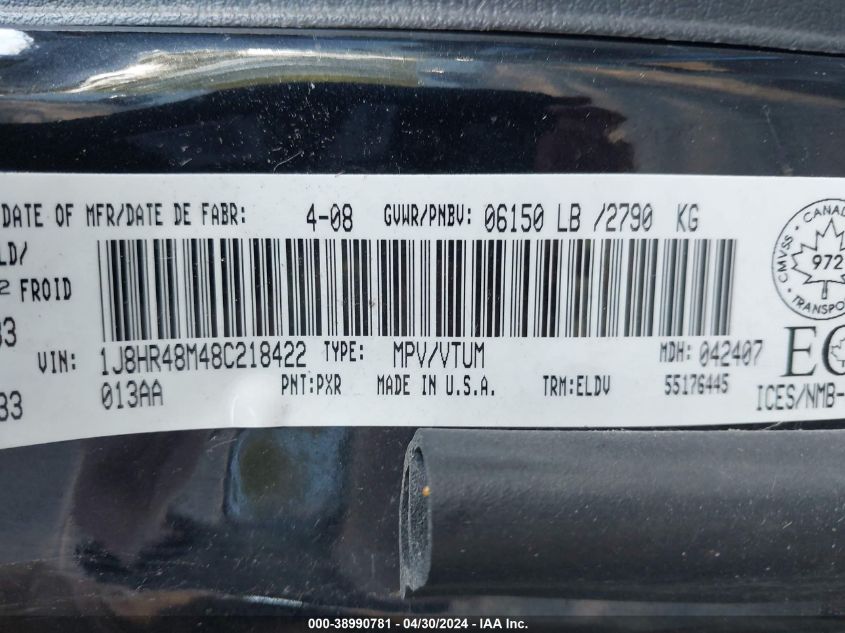 DATE OF MFR/DATE DE FABR: 4-08 GVWR/PNBV: 06150 LB /2790 KG
LD/
2 FROID
33
VIN: 1J8HR48M48C218422 TYPE: MPV/VTUM MDH: 042407
33
013AA PNT:PXR MADE IN U.S.A. TRM:ELDV 55176445
CANADA
CMVSS
972
TRANSPO
EC
ICES/NMB-
000-38990781 - 04/30/2024 - IAA Inc.